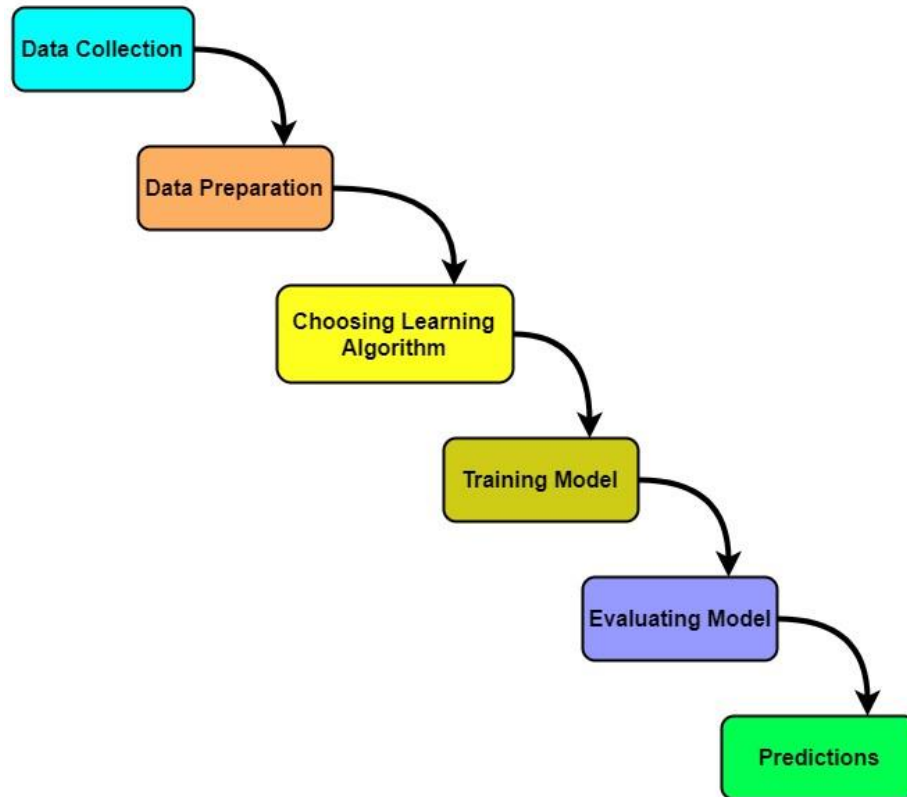 Data Collection
Data Preparation
Choosing Learning
Algorithm
Training Model
Evaluating Model
Predictions